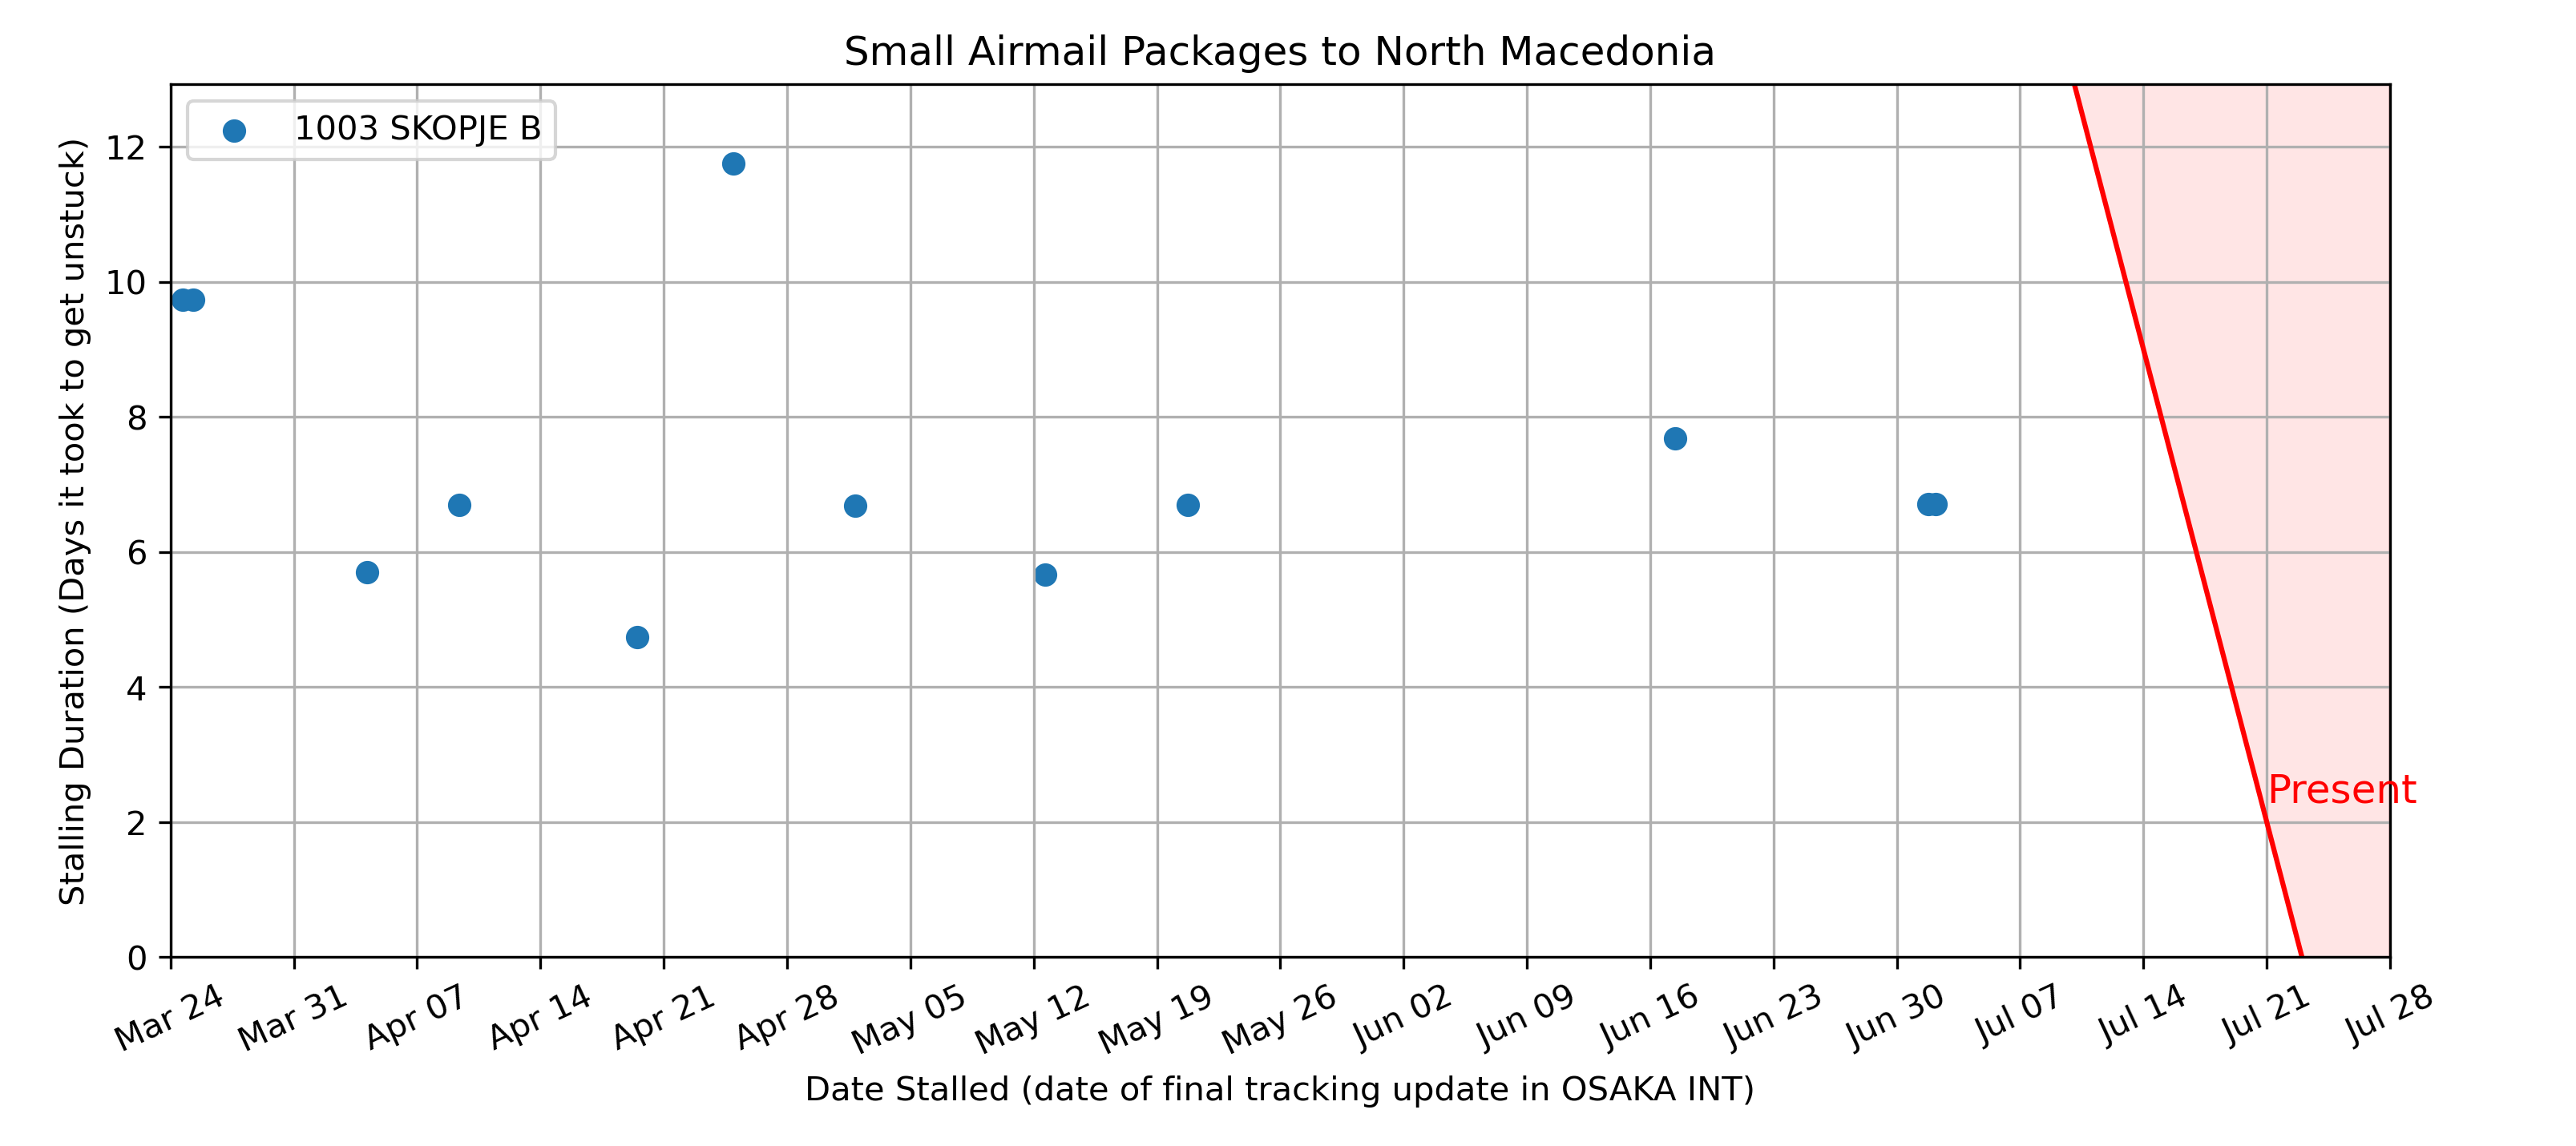 Small Airmail Packages to North Macedonia
1003 SKOPJE B
Stalling Duration (Days it took to get unstuck)
12
10
8
6
4
2
0
Present
Mar 24
Mar 31
Apr 07
Apr 14
Apr 21
Apr 28
May 05
May 12
May 19
May 26
Jun 02
Jun 09
Jun 16
Jun 23
Jun 30
Jul 07
Jul 14
Jul 21
Jul 28
Date Stalled (date of final tracking update in OSAKA INT)